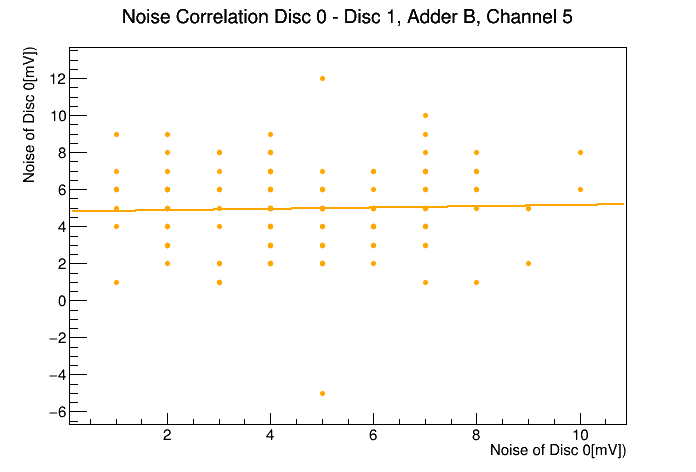 Noise Correlation Disc 0 - Disc 1, Adder B, Channel 5
Noise of Disc 0[mV])
12
10
8
6
4
2
0
−2
−4
−6
2 4 6 8 10
Noise of Disc 0[mV])